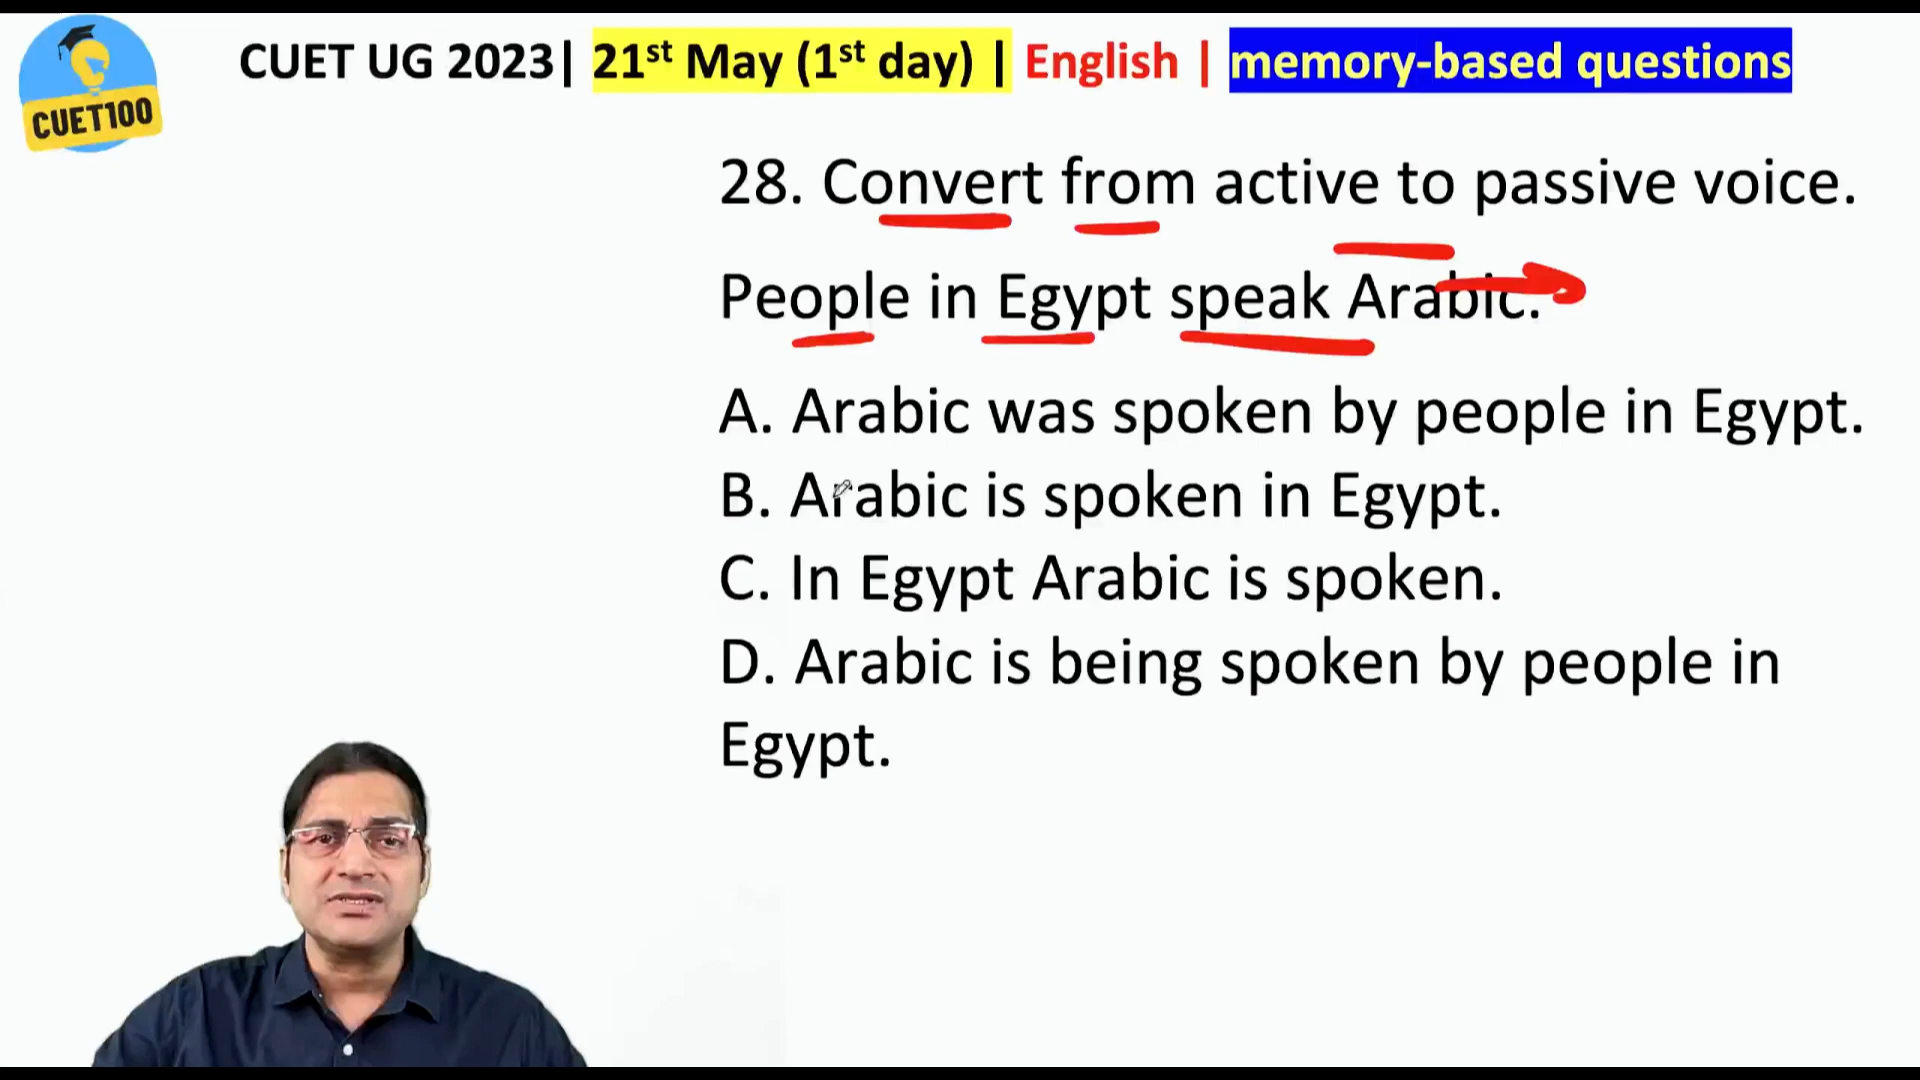 CUET100
CUET UG 2023| 21st May (1st day) | English | memory-based questions
28. Convert from active to passive voice.
People in Egypt speak Arabic.
A. Arabic was spoken by people in Egypt.
B. Arabic is spoken in Egypt.
C. In Egypt Arabic is spoken.
D. Arabic is being spoken by people in
Egypt.